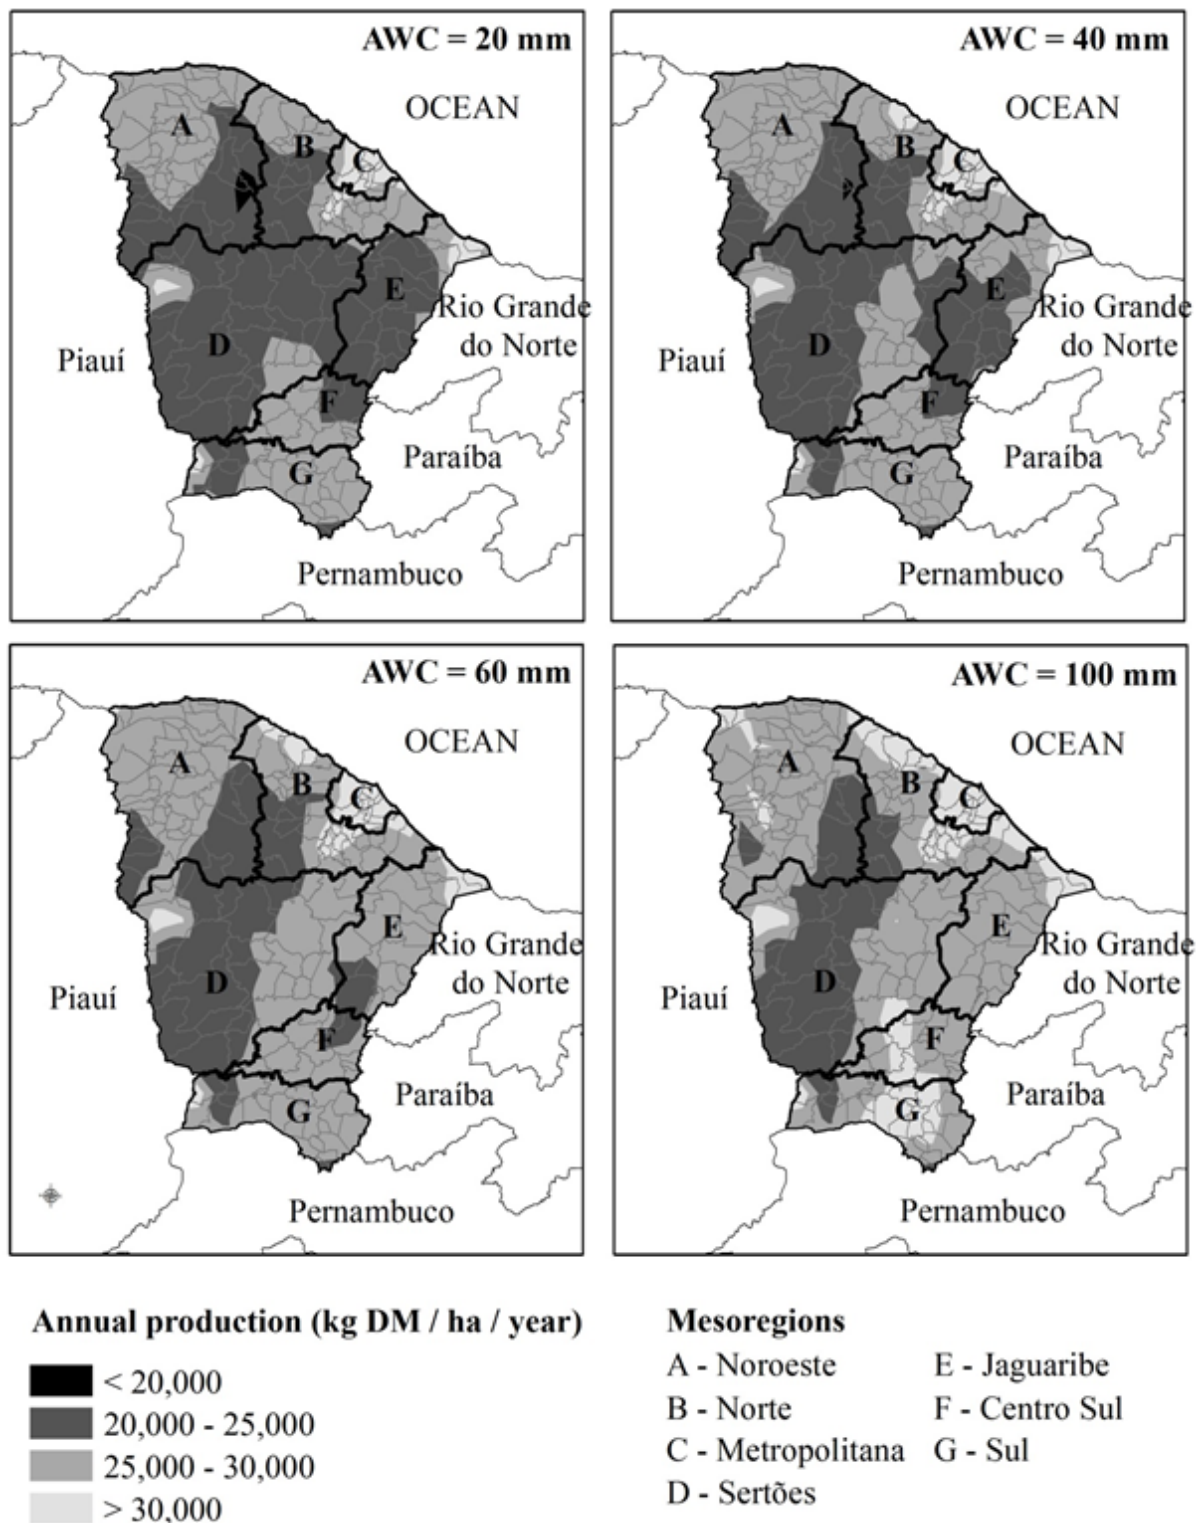 AWC = 20 mm
OCEAN
A
B
C
D
E
F
G
Piauí
Rio Grande
do Norte
Paraíba
Pernambuco
AWC = 40 mm
OCEAN
A
B
C
D
E
F
G
Piauí
Rio Grande
do Norte
Paraíba
Pernambuco
AWC = 60 mm
OCEAN
A
B
C
D
E
F
G
Piauí
Rio Grande
do Norte
Paraíba
Pernambuco
AWC = 100 mm
OCEAN
A
B
C
D
E
F
G
Piauí
Rio Grande
do Norte
Paraíba
Pernambuco
Annual production (kg DM / ha / year)
< 20,000
20,000 - 25,000
25,000 - 30,000
> 30,000
Mesoregions
A - Noroeste
B - Norte
C - Metropolitana
D - Sertões
E - Jaguaribe
F - Centro Sul
G - Sul